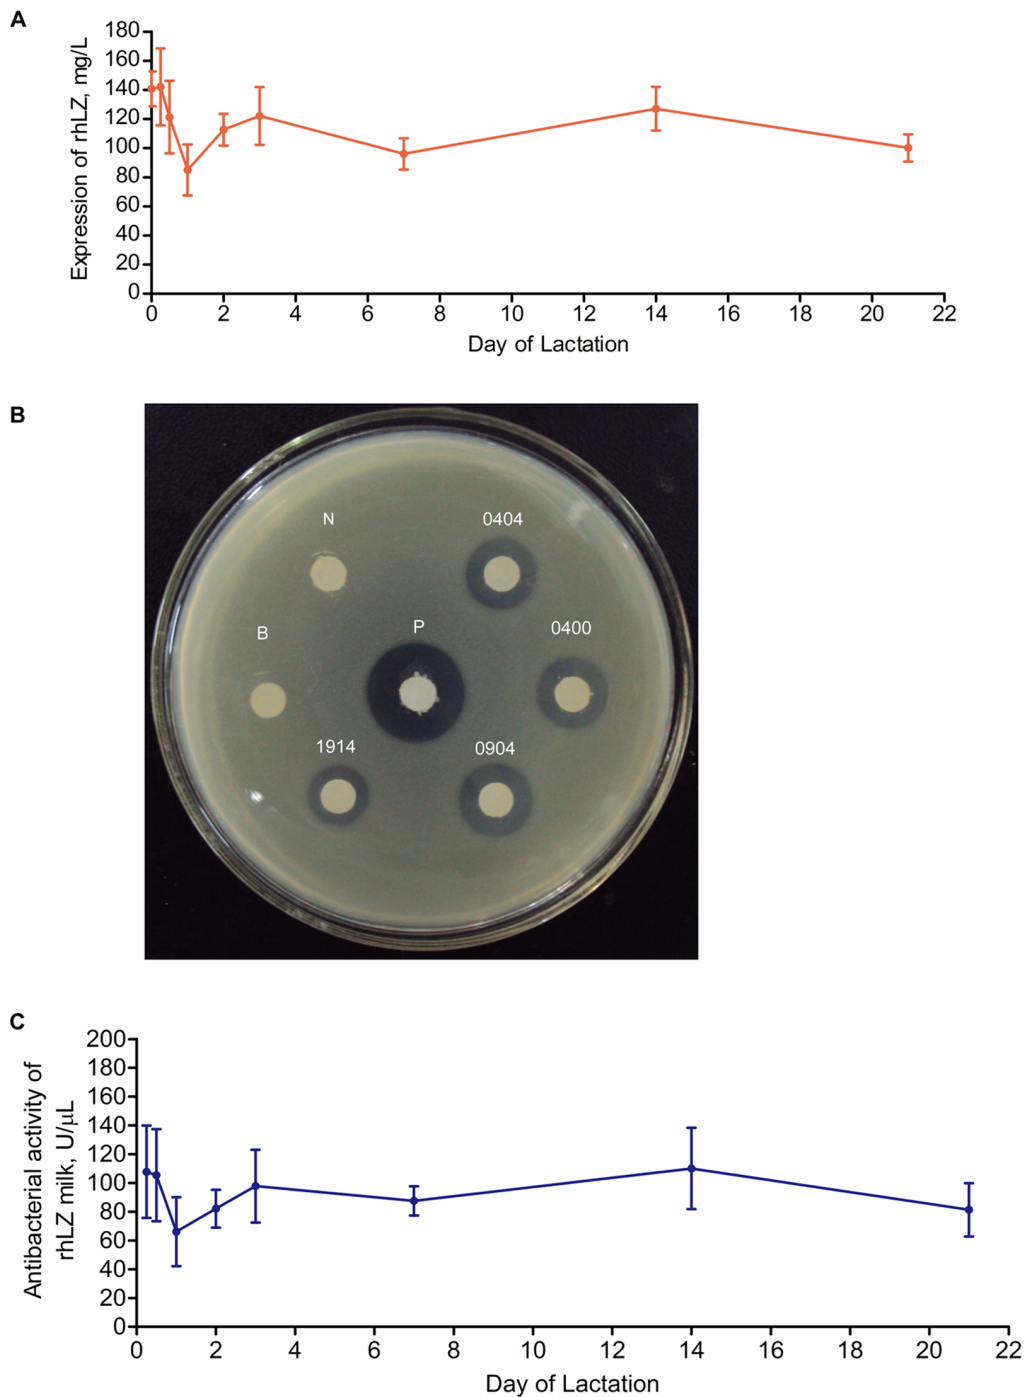 A
Expression of rhLZ, mg/L
180
160
140
120
100
80
60
40
20
0
0 2 4 6 8 10 12 14 16 18 20 22
Day of Lactation
B
N
0404
B
P
0400
1914
0904
C
Antibacterial activity of
rhLZ milk, U/μL
200
180
160
140
120
100
80
60
40
20
0
0 2 4 6 8 10 12 14 16 18 20 22
Day of Lactation